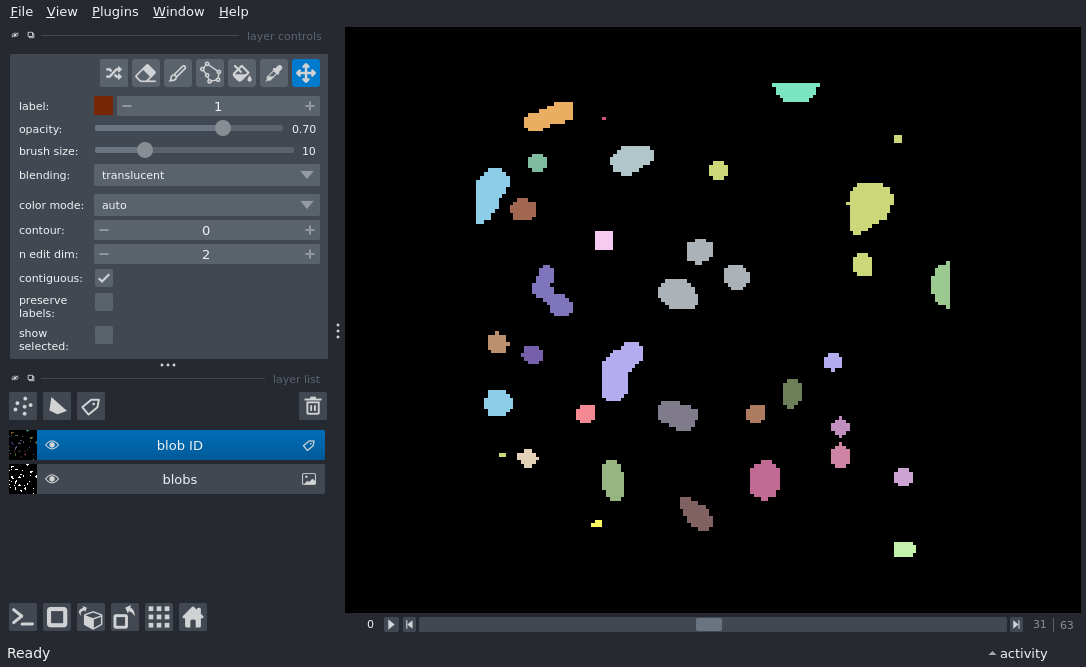 File View Plugins Window Help
layer controls
label: 1
opacity: 0.70
brush size: 10
blending: translucent
color mode: auto
contour: 0
n edit dim: 2
contiguous:
preserve
labels:
show
selected:
layer list
blob ID
blobs
0 31 63
Ready activity